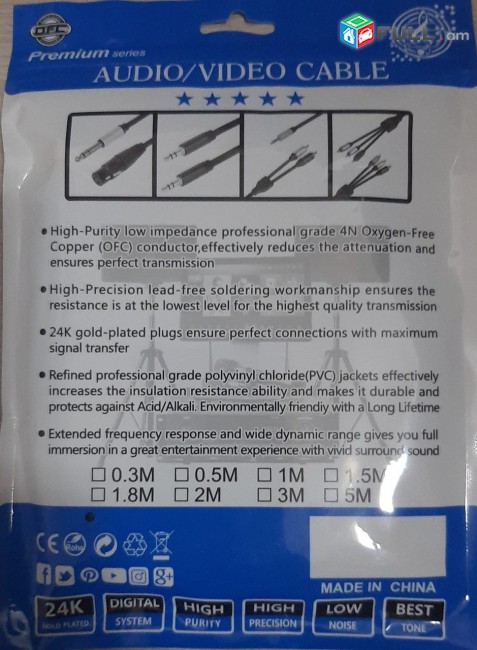 OFC
FULL.am
Premium series
AUDIO/VIDEO CABLE
• High-Purity low impedance professional grade 4N Oxygen-Free
Copper (OFC) conductor,effectively reduces the attenuation and
ensures perfect transmission
• High-Precision lead-free soldering workmanship ensures the
resistance is at the lowest level for the highest quality transmission
• 24K gold-plated plugs ensure perfect connections with maximum
signal transfer
• Refined professional grade polyvinyl chloride(PVC) jackets effectively
increases the insulation resistance ability and makes it durable and
protects against Acid/Alkali. Environmentally friendiy with a Long Lifetime
• Extended frequency response and wide dynamic range gives you full
immersion in a great entertainment experience with vivid surround sound
☐ 0.3M ☐ 0.5M ☐ 1M ☐ 1.5M
☐ 1.8M ☐ 2M ☐ 3M ☐ 5M
CE RoHS
f P YouTube g+
MADE IN CHINA
24K GOLD PLATED
DIGITAL SYSTEM
HIGH PURITY
HIGH PRECISION
LOW NOISE
BEST TONE